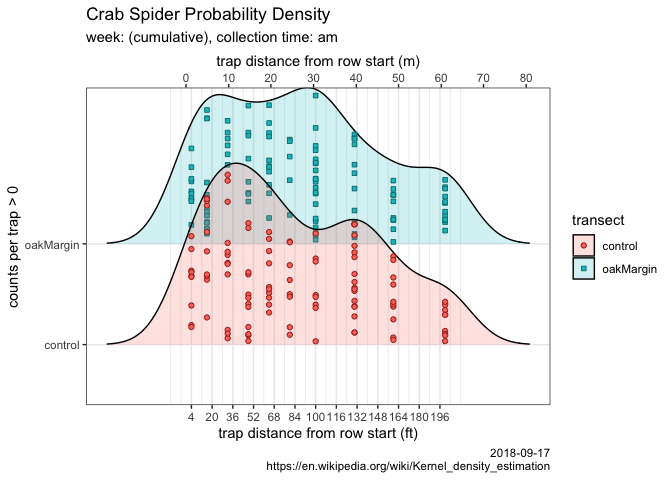 Crab Spider Probability Density
week: (cumulative), collection time: am
trap distance from row start (m)
0 10 20 30 40 50 60 70 80
counts per trap > 0
oakMargin
control
transect
control
oakMargin
4 20 36 52 68 84 100 116 132 148 164 180 196
trap distance from row start (ft)
2018-09-17
https://en.wikipedia.org/wiki/Kernel_density_estimation